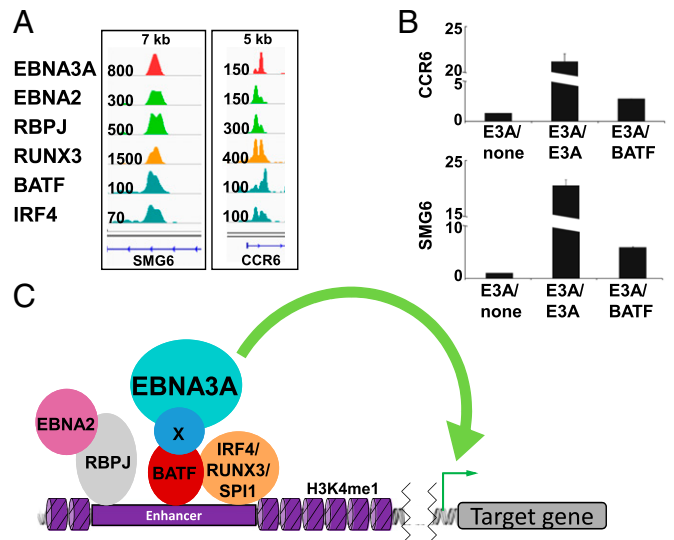 A
7 kb
5 kb
EBNA3A 800 150
EBNA2 300 150
RBPJ 500 300
RUNX3 1500 400
BATF 100 100
IRF4 70 100
SMG6
CCR6
B
25
20
5
0
CCR6
E3A/ E3A/ E3A/
none E3A BATF
25
15
10
0
SMG6
E3A/ E3A/ E3A/
none E3A BATF
C
EBNA3A
EBNA2
X
RBPJ
BATF
IRF4/
RUNX3/
SPI1
H3K4me1
Enhancer
Target gene